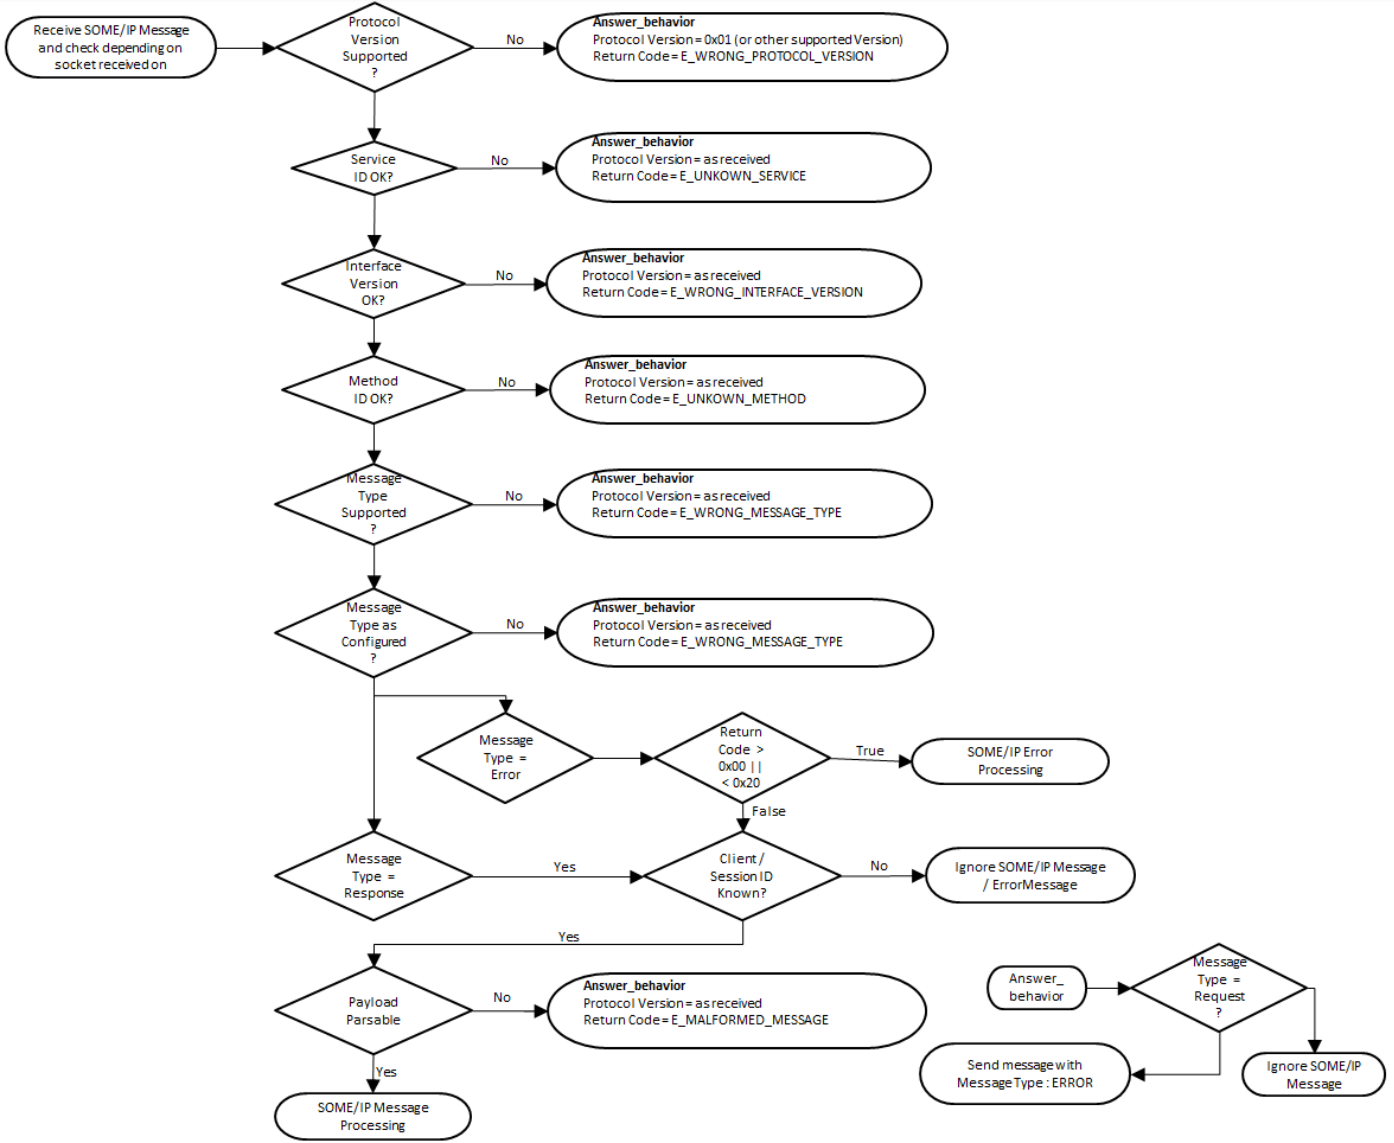 Receive SOME/IP Message
and check depending on
socket received on
Protocol
Version
Supported
?
No
Answer_behavior
Protocol Version = 0x01 (or other supported Version)
Return Code = E_WRONG_PROTOCOL_VERSION
Service
ID OK?
No
Answer_behavior
Protocol Version = as received
Return Code = E_UNKOWN_SERVICE
Interface
Version
OK?
No
Answer_behavior
Protocol Version = as received
Return Code = E_WRONG_INTERFACE_VERSION
Method
ID OK?
No
Answer_behavior
Protocol Version = as received
Return Code = E_UNKOWN_METHOD
Message
Type
Supported
?
No
Answer_behavior
Protocol Version = as received
Return Code = E_WRONG_MESSAGE_TYPE
Message
Type as
Configured
?
No
Answer_behavior
Protocol Version = as received
Return Code = E_WRONG_MESSAGE_TYPE
Message
Type =
Error
Return
Code >
0x00 ||
< 0x20
True
SOME/IP Error
Processing
False
Message
Type =
Response
Yes
Client /
Session ID
Known?
No
Ignore SOME/IP Message
/ ErrorMessage
Yes
Payload
Parsable
No
Answer_behavior
Protocol Version = as received
Return Code = E_MALFORMED_MESSAGE
Yes
SOME/IP Message
Processing
Answer_
behavior
Message
Type =
Request
?
Send message with
Message Type : ERROR
Ignore SOME/IP
Message